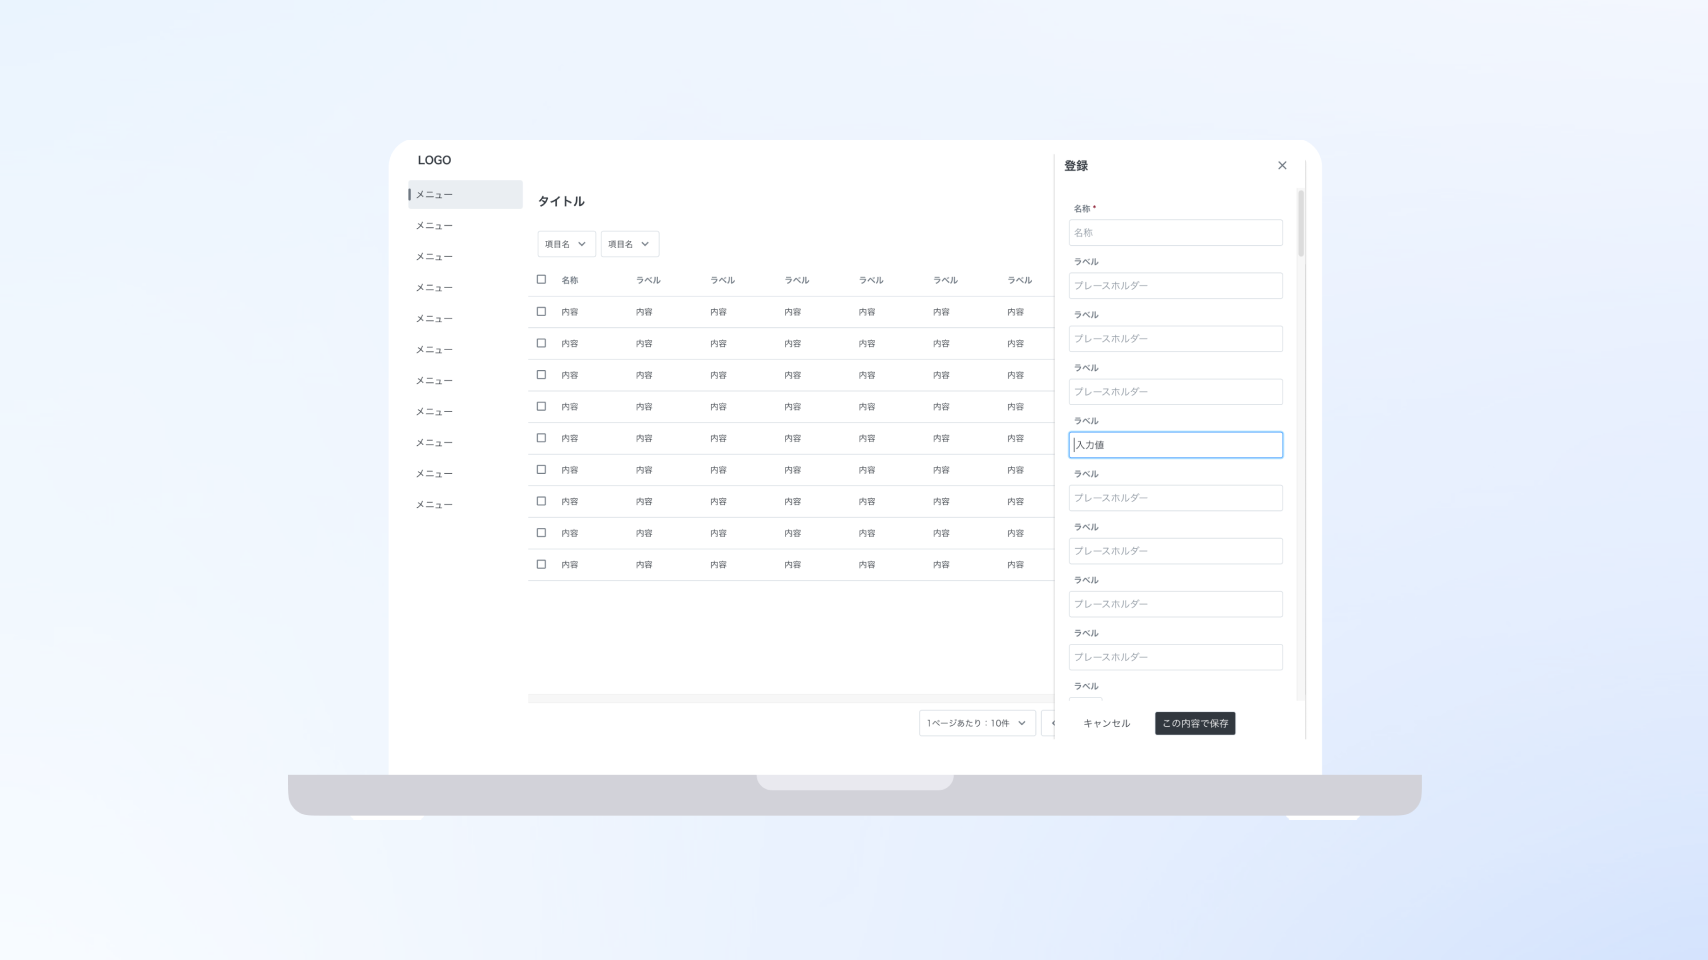 LOGO
メニュー
メニュー
メニュー
メニュー
メニュー
メニュー
メニュー
メニュー
メニュー
メニュー
メニュー
タイトル
項目名 項目名
名称 ラベル ラベル ラベル ラベル ラベル ラベル
内容 内容 内容 内容 内容 内容 内容
内容 内容 内容 内容 内容 内容 内容
内容 内容 内容 内容 内容 内容 内容
内容 内容 内容 内容 内容 内容 内容
内容 内容 内容 内容 内容 内容 内容
内容 内容 内容 内容 内容 内容 内容
内容 内容 内容 内容 内容 内容 内容
内容 内容 内容 内容 内容 内容 内容
内容 内容 内容 内容 内容 内容 内容
1ページあたり：10件
登録
名称*
名称
ラベル
プレースホルダー
ラベル
プレースホルダー
ラベル
プレースホルダー
ラベル
入力値
ラベル
プレースホルダー
ラベル
プレースホルダー
ラベル
プレースホルダー
ラベル
プレースホルダー
ラベル
キャンセル この内容で保存